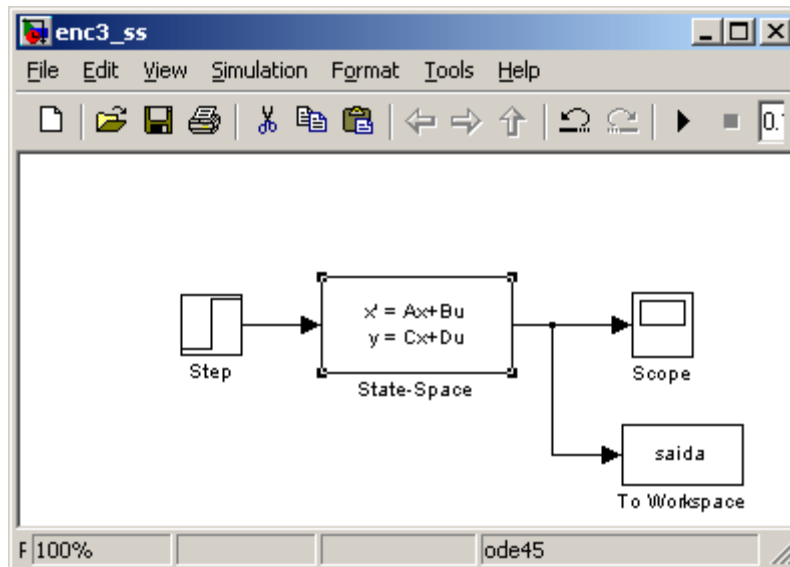 enc3_ss
File Edit View Simulation Format Tools Help
0.
x' = Ax+Bu
y = Cx+Du
Step
State-Space
Scope
saida
To Workspace
F 100% ode45